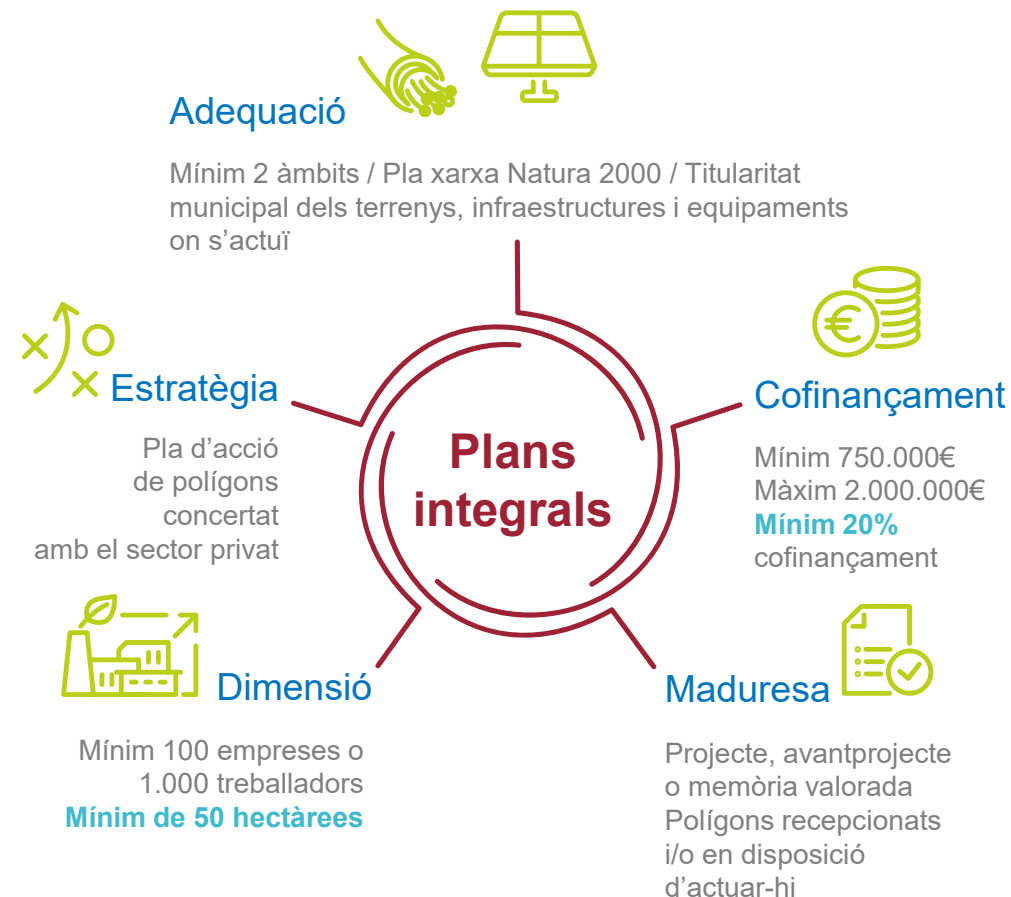 Adequació
Mínim 2 àmbits / Pla xarxa Natura 2000 / Titularitat
municipal dels terrenys, infraestructures i equipaments
on s’actuï
Estratègia
Pla d’acció
de polígons
concertat
amb el sector privat
Plans
integrals
Cofinançament
Mínim 750.000€
Màxim 2.000.000€
Mínim 20%
cofinançament
Dimensió
Mínim 100 empreses o
1.000 treballadors
Mínim de 50 hectàrees
Maduresa
Projecte, avantprojecte
o memòria valorada
Polígons recepcionats
i/o en disposició
d’actuar-hi